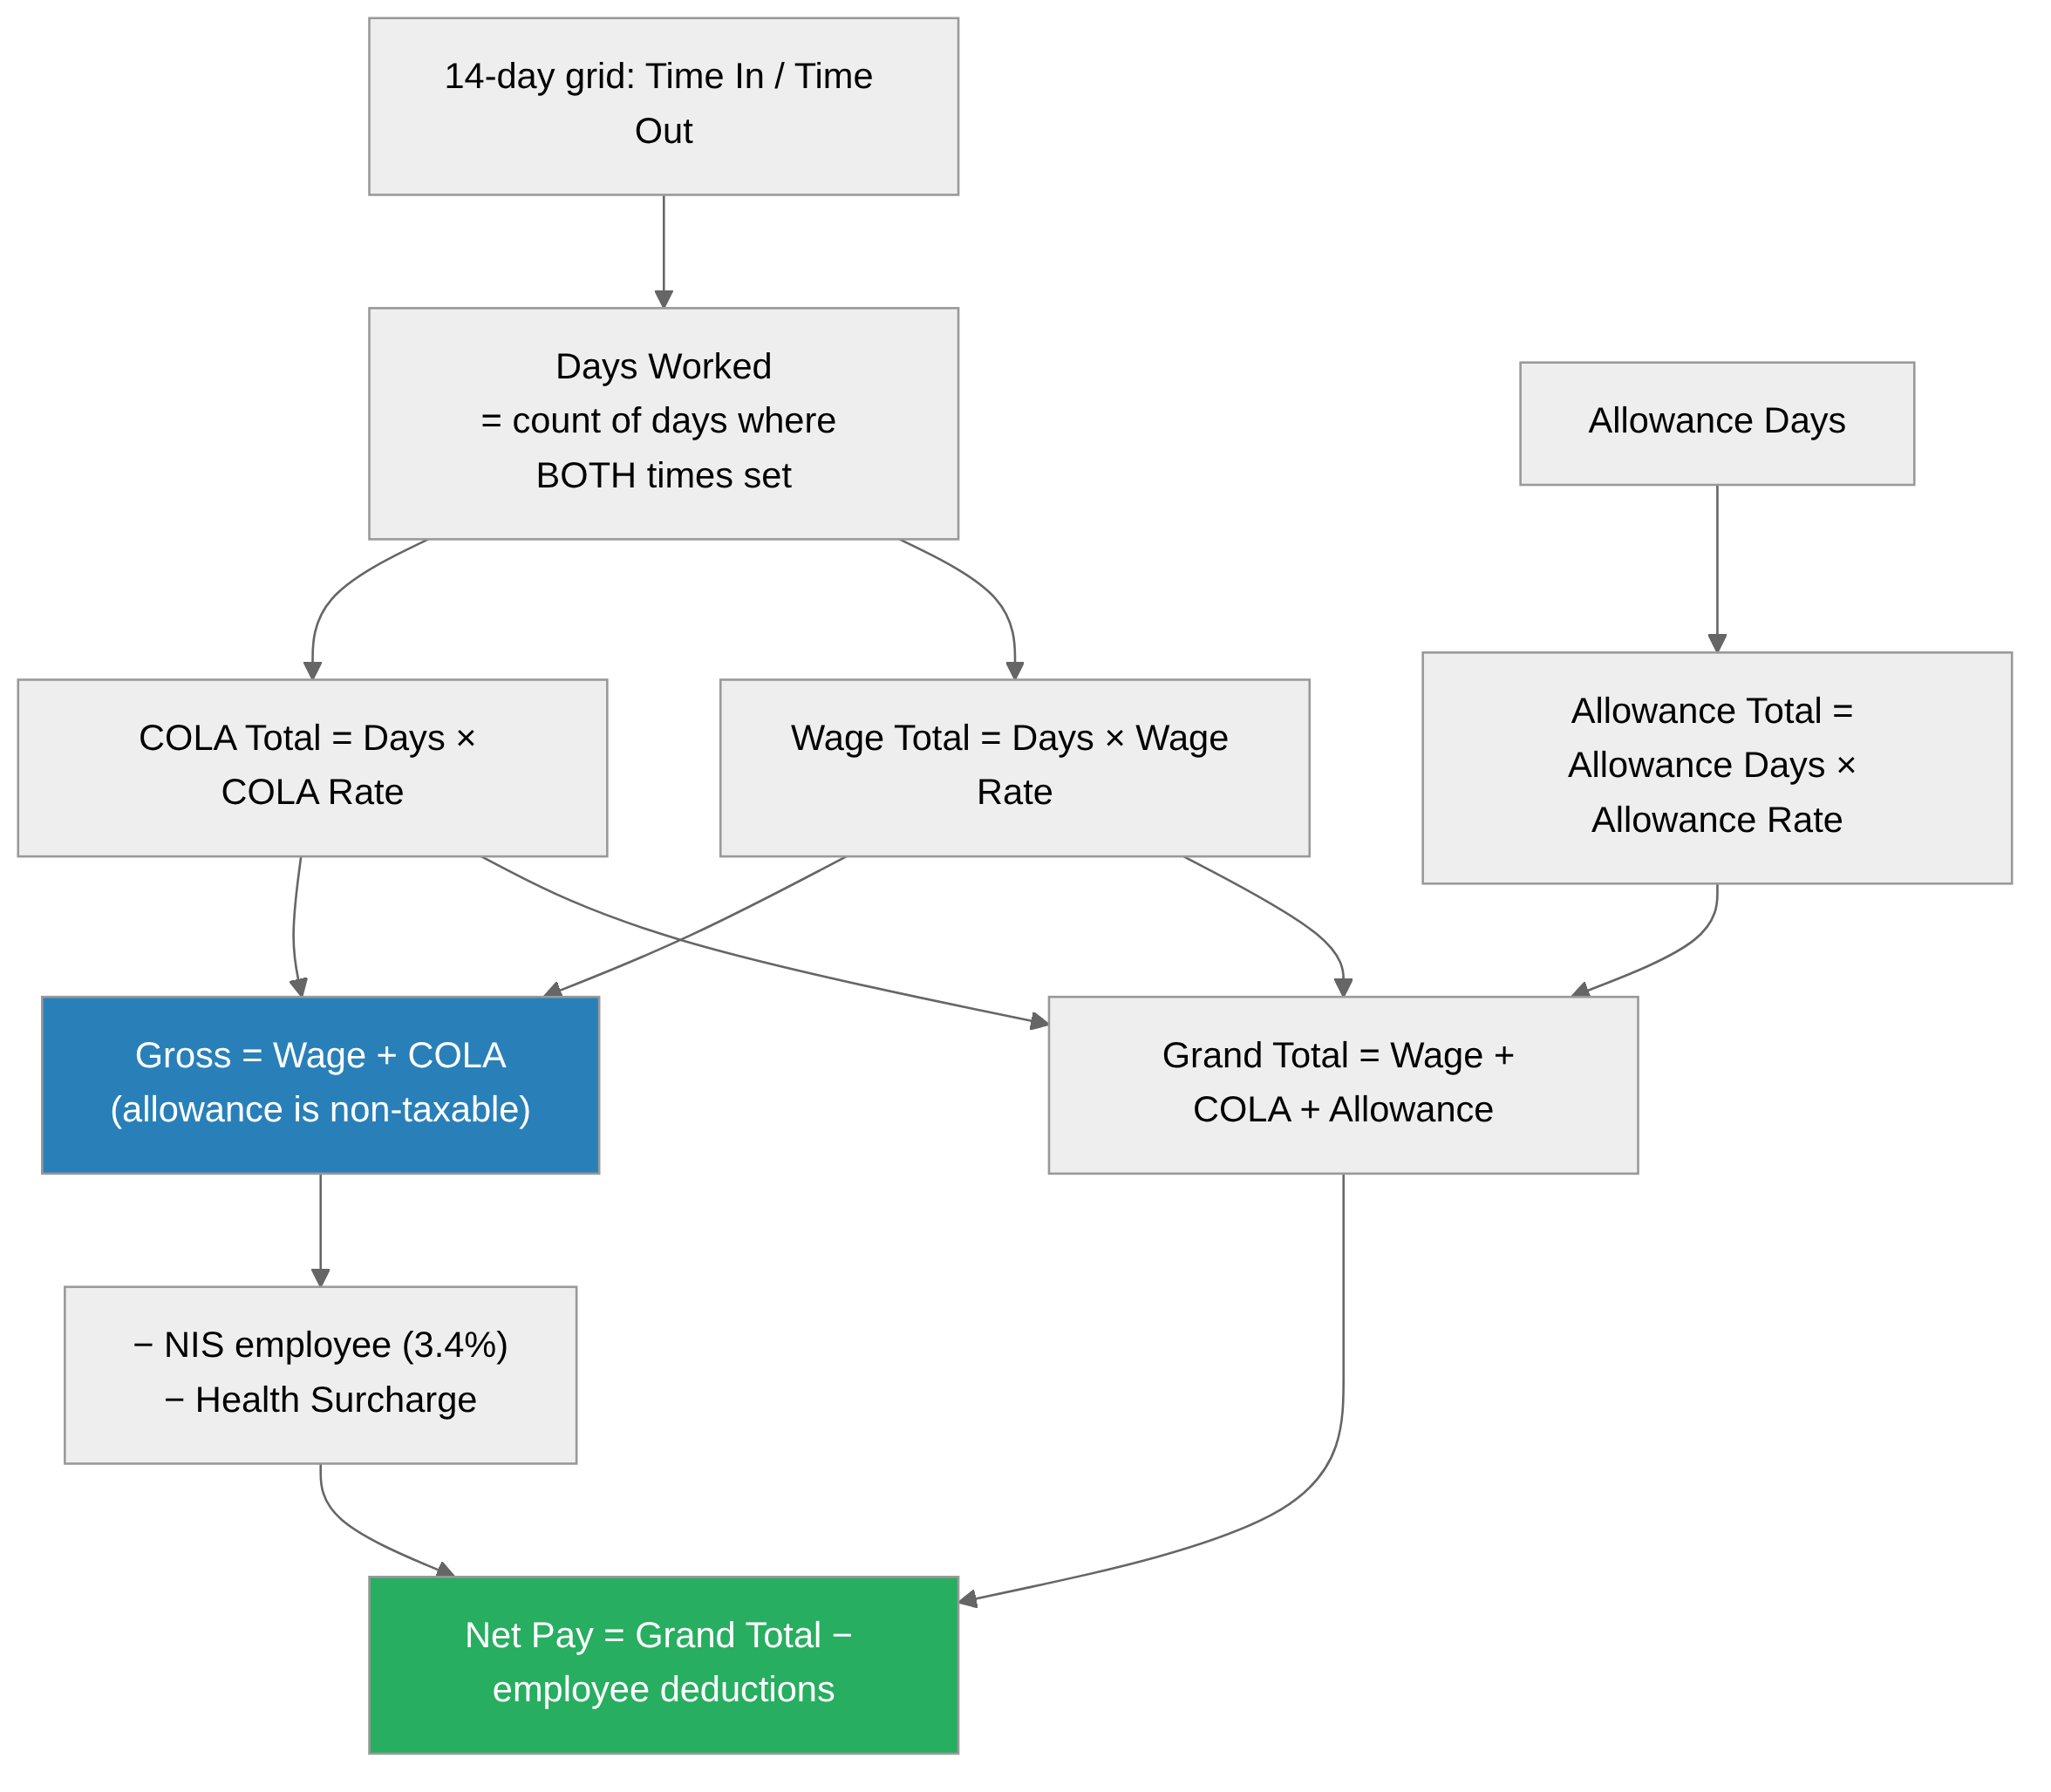 14-day grid: Time In / Time
Out
Days Worked
= count of days where
BOTH times set
Allowance Days
COLA Total = Days ×
COLA Rate
Wage Total = Days × Wage
Rate
Allowance Total =
Allowance Days ×
Allowance Rate
Gross = Wage + COLA
(allowance is non-taxable)
Grand Total = Wage +
COLA + Allowance
− NIS employee (3.4%)
− Health Surcharge
Net Pay = Grand Total −
employee deductions